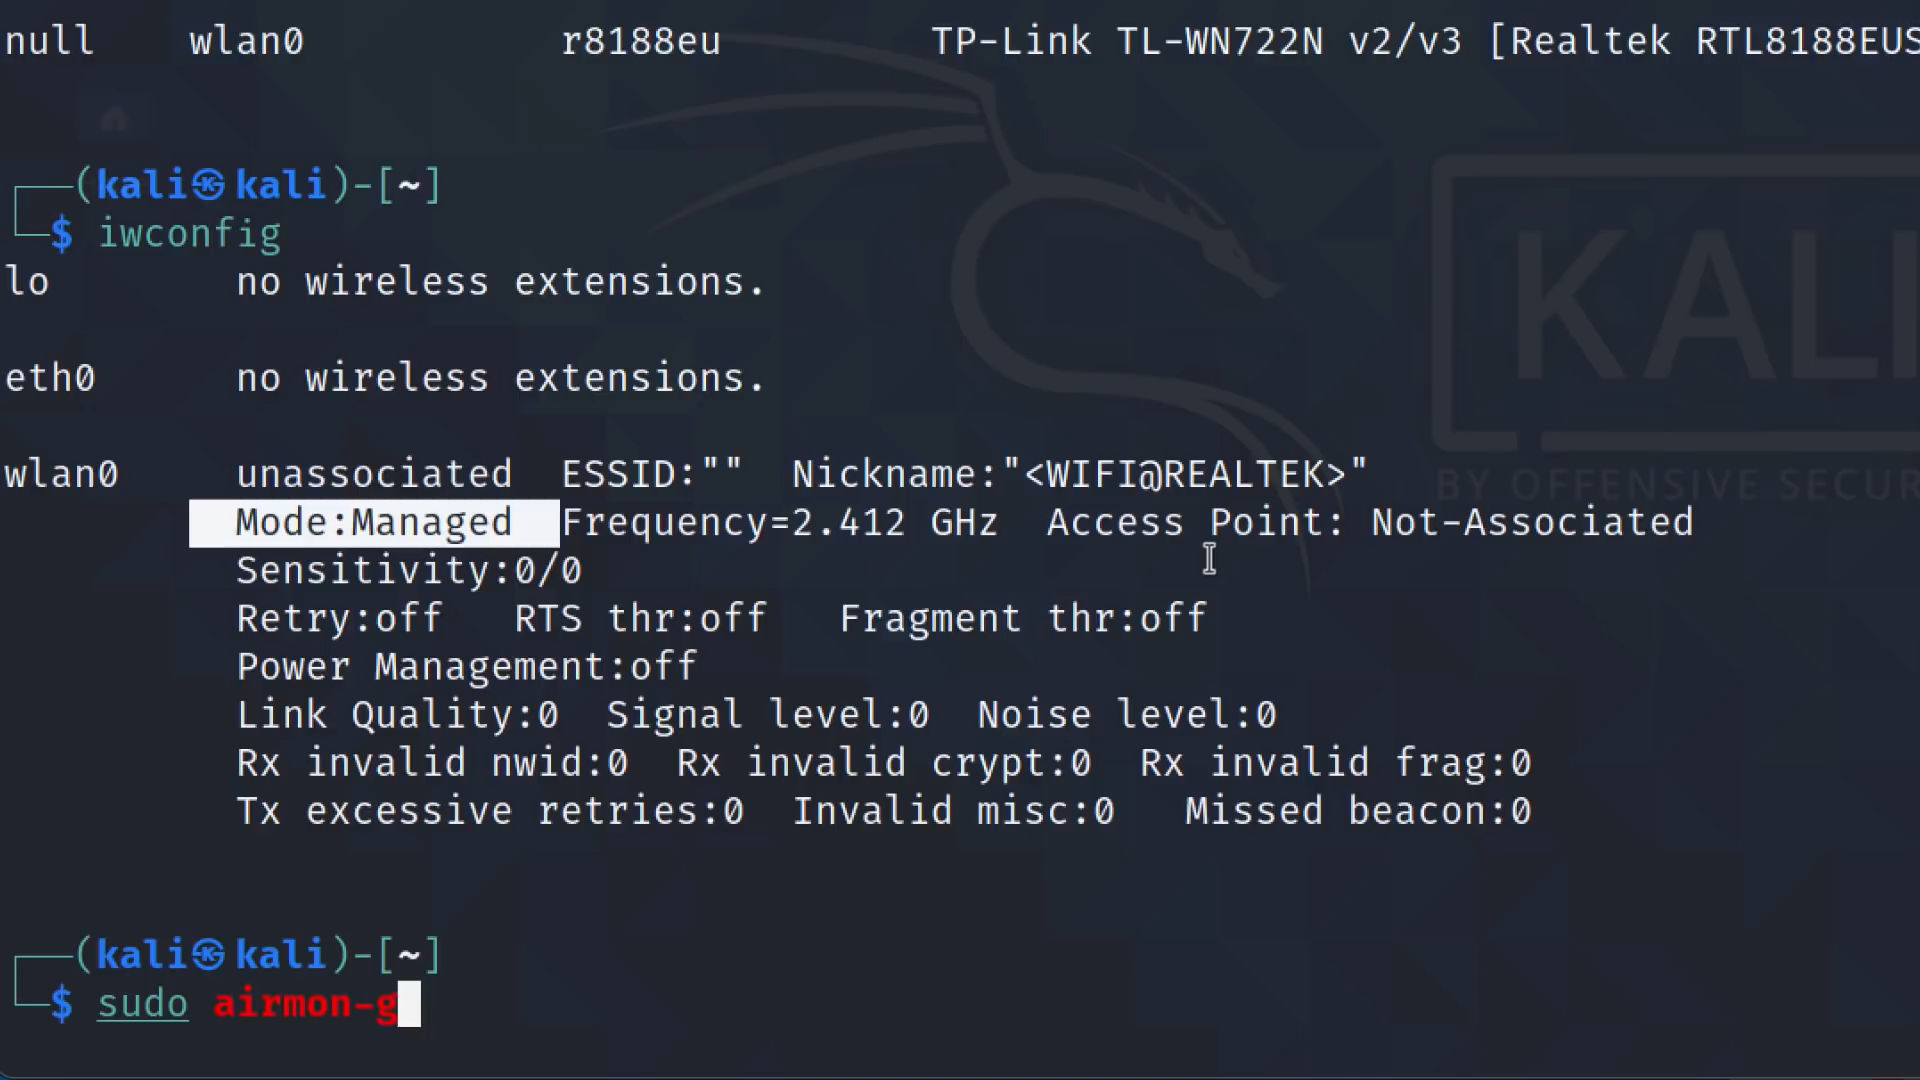 null    wlan0           r8188eu         TP-Link TL-WN722N v2/v3 [Realtek RTL8188EUS
┌──(kali㉿kali)-[~]
└─$ iwconfig
lo        no wireless extensions.
eth0      no wireless extensions.
wlan0     unassociated  ESSID:""  Nickname:"<WIFI@REALTEK>"
Mode:Managed  Frequency=2.412 GHz  Access Point: Not-Associated
Sensitivity:0/0
Retry:off   RTS thr:off   Fragment thr:off
Power Management:off
Link Quality:0  Signal level:0  Noise level:0
Rx invalid nwid:0  Rx invalid crypt:0  Rx invalid frag:0
Tx excessive retries:0  Invalid misc:0   Missed beacon:0
┌──(kali㉿kali)-[~]
└─$ sudo airmon-g
KALI
BY OFFENSIVE SECUR